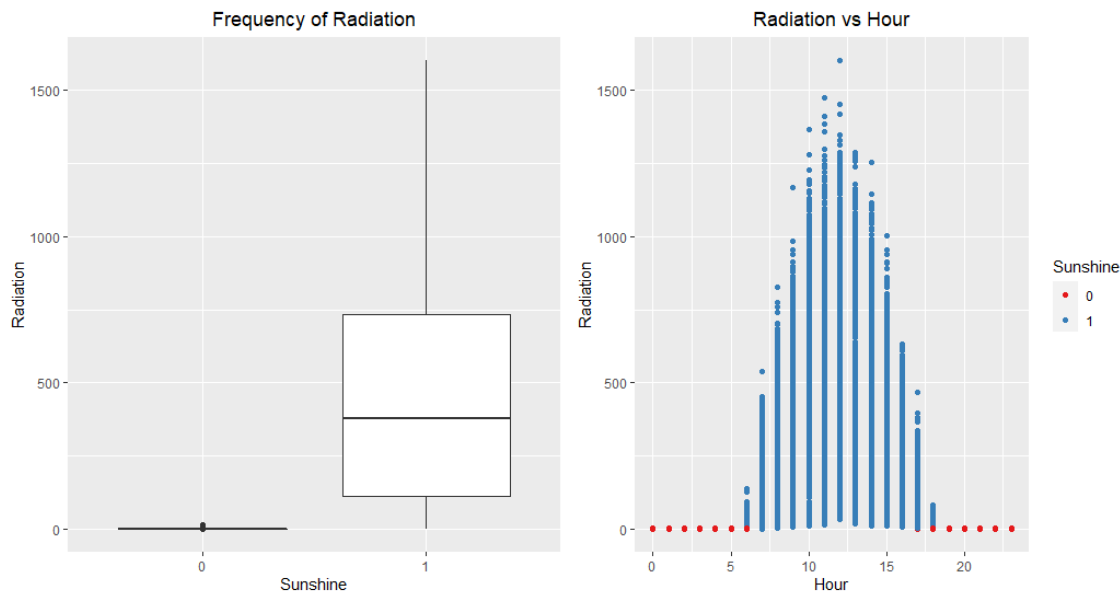 Frequency of Radiation
1500
1000
500
0
Radiation
0 1
Sunshine
Radiation vs Hour
1500
1000
500
0
Radiation
0 5 10 15 20
Hour
Sunshine
0
1